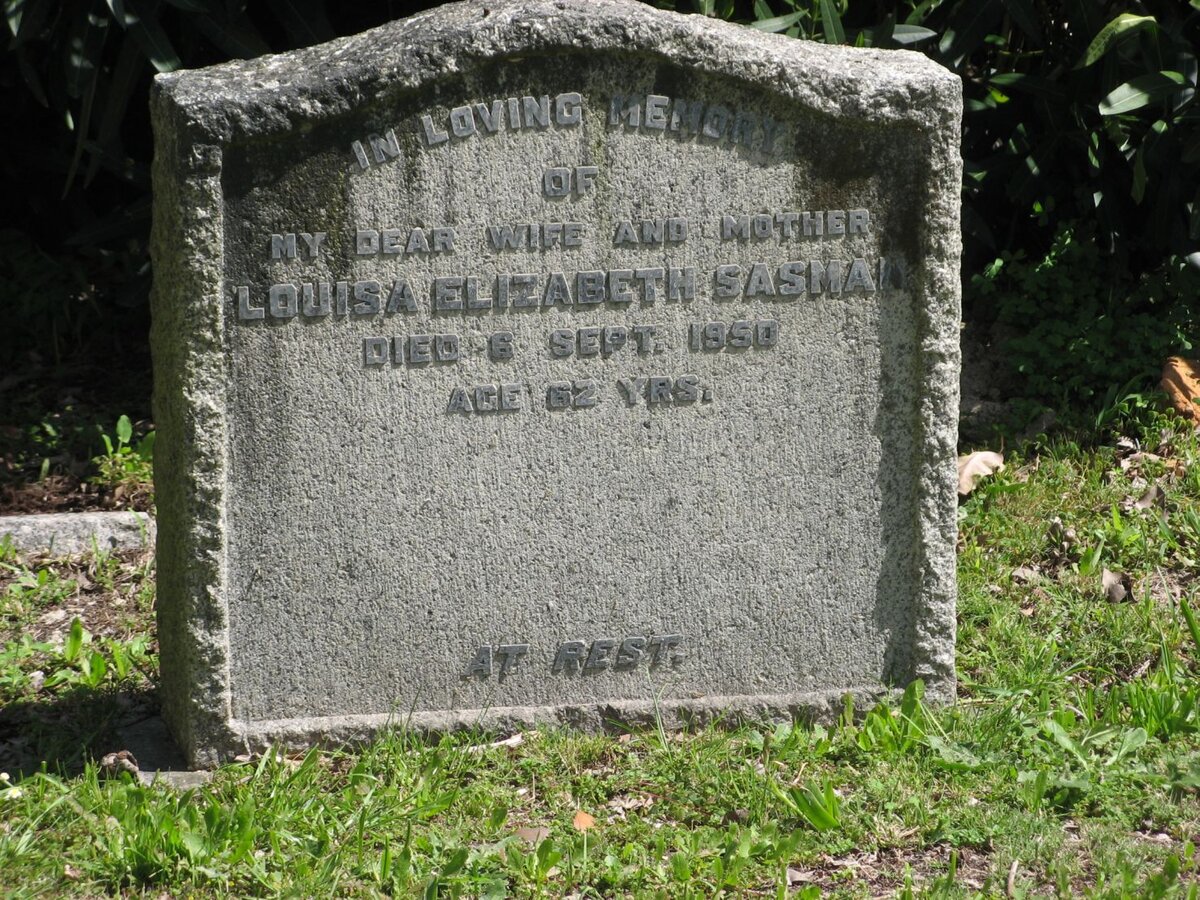 IN LOVING MEMORY
OF
MY DEAR WIFE AND MOTHER
LOUISA ELIZABETH SASMAN
DIED 6 SEPT. 1950
AGE 62 YRS.
AT REST.